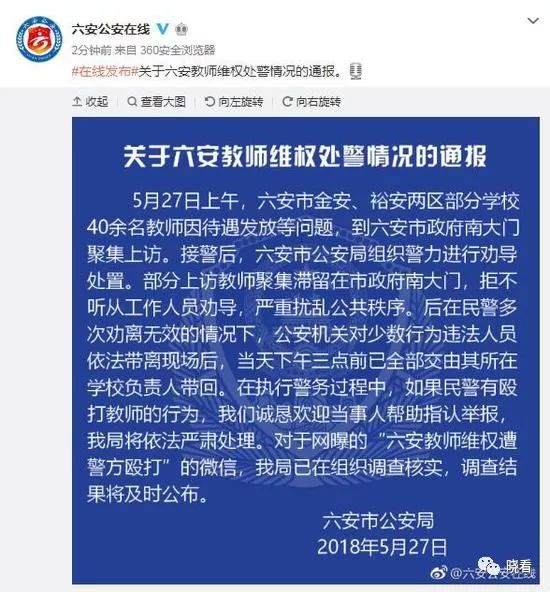 六安公安在线
2分钟前 来自 360安全浏览器
#在线发布#关于六安教师维权处警情况的通报。
收起 查看大图 向左旋转 向右旋转
关于六安教师维权处警情况的通报
5月27日上午，六安市金安、裕安两区部分学校
40余名教师因待遇发放等问题，到六安市政府南大门
聚集上访。接警后，六安市公安局组织警力进行劝导
处置。部分上访教师聚集滞留在市政府南大门，拒不
听从工作人员劝导，严重扰乱公共秩序。后在民警多
次劝离无效的情况下，公安机关对少数行为违法人员
依法带离现场后，当天下午三点前已全部交由其所在
学校负责人带回。在执行警务过程中，如果民警有殴
打教师的行为，我们诚恳欢迎当事人帮助指认举报，
我局将依法严肃处理。对于网曝的“六安教师维权遭
警方殴打”的微信，我局已在组织调查核实，调查结
果将及时公布。
六安市公安局
2018年5月27日
晓看
@六安公安在线